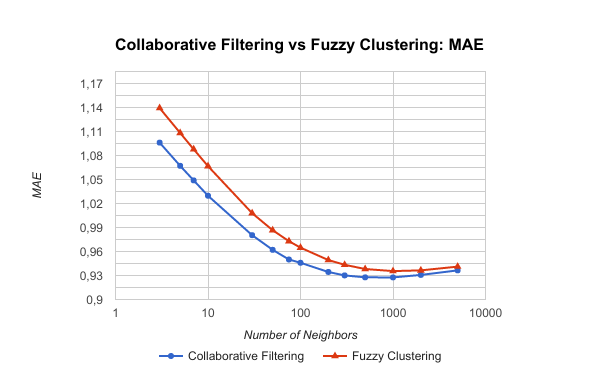 Collaborative Filtering vs Fuzzy Clustering: MAE
1,17
1,14
1,11
1,08
1,05
1,02
0,99
0,96
0,93
0,9
MAE
1 10 100 1000 10000
Number of Neighbors
Collaborative Filtering Fuzzy Clustering